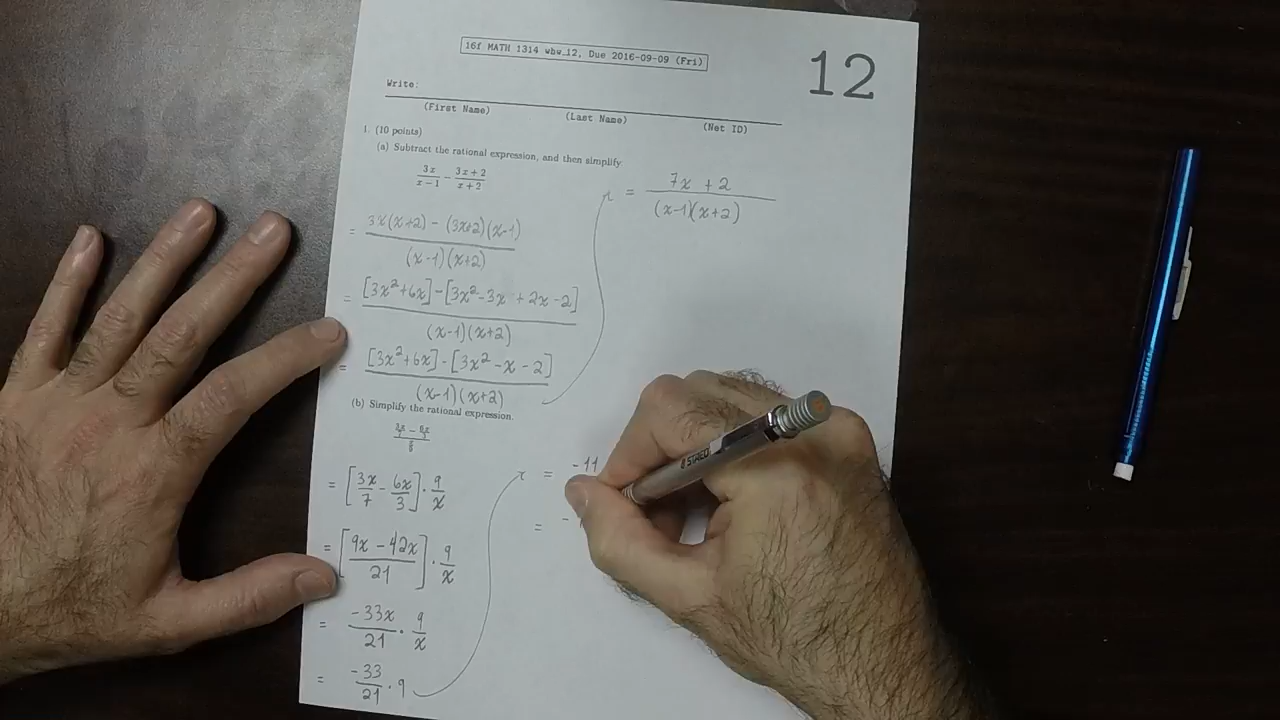 16f MATH 1314 wbw_12, Due 2016-09-09 (Fri)
12
Write:
(First Name) (Last Name) (Net ID)
1. (10 points)
(a) Subtract the rational expression, and then simplify
3x/(x-1) - (3x+2)/(x+2)
= (3x(x+2) - (3x+2)(x-1))/((x-1)(x+2))
= ([3x²+6x] - [3x²-3x+2x-2])/((x-1)(x+2))
= ([3x²+6x] - [3x²-x-2])/((x-1)(x+2))
= (7x+2)/((x-1)(x+2))
(b) Simplify the rational expression.
= [3x/7 - 6x/3] · 9/x
= [(9x-42x)/21] · 9/x
= -33x/21 · 9/x
= -33/21 · 9
= -11
= -
STAED